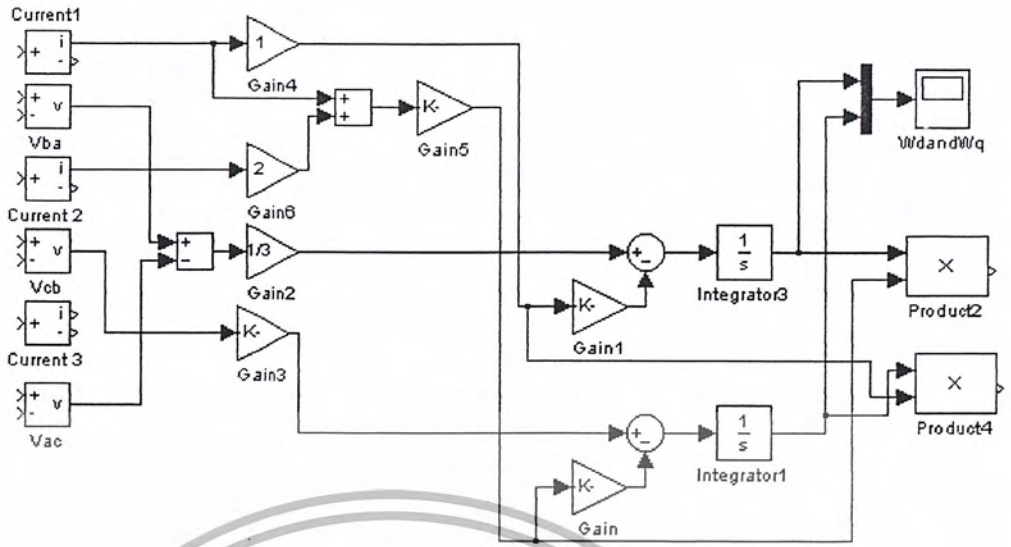 Current1
+ i
-
1
Gain4
+ v
-
Vba
+
+
K-
Gain5
WdandWq
+ i
-
Current 2
2
Gain6
+ v
-
Vcb
+
-
1/3
Gain2
+
-
1
s
Integrator3
×
Product2
+ i
-
Current 3
K-
Gain3
K-
Gain1
×
Product4
+ v
-
Vac
+
-
1
s
Integrator1
K-
Gain